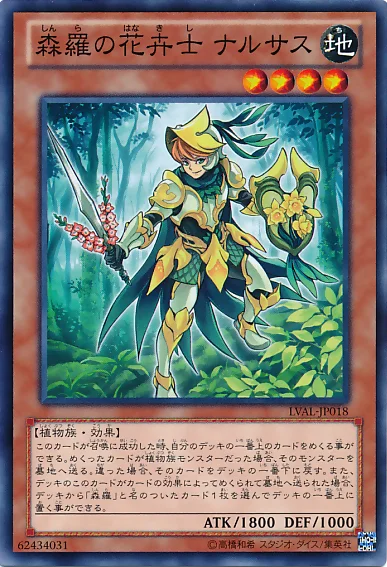 森羅の花卉士 ナルサス
地
LVAL-JP018
【植物族・効果】
このカードが召喚に成功した時、自分のデッキの一番上のカードをめくる事ができる。めくったカードが植物族モンスターだった場合、そのモンスターを墓地へ送る。違った場合、そのカードをデッキの一番下に戻す。また、デッキのこのカードがカードの効果によってめくられて墓地へ送られた場合、デッキから「森羅」と名のついたカード1枚を選んでデッキの一番上に置く事ができる。
ATK/1800 DEF/1000
62434031
©高橋和希 スタジオ・ダイス/集英社